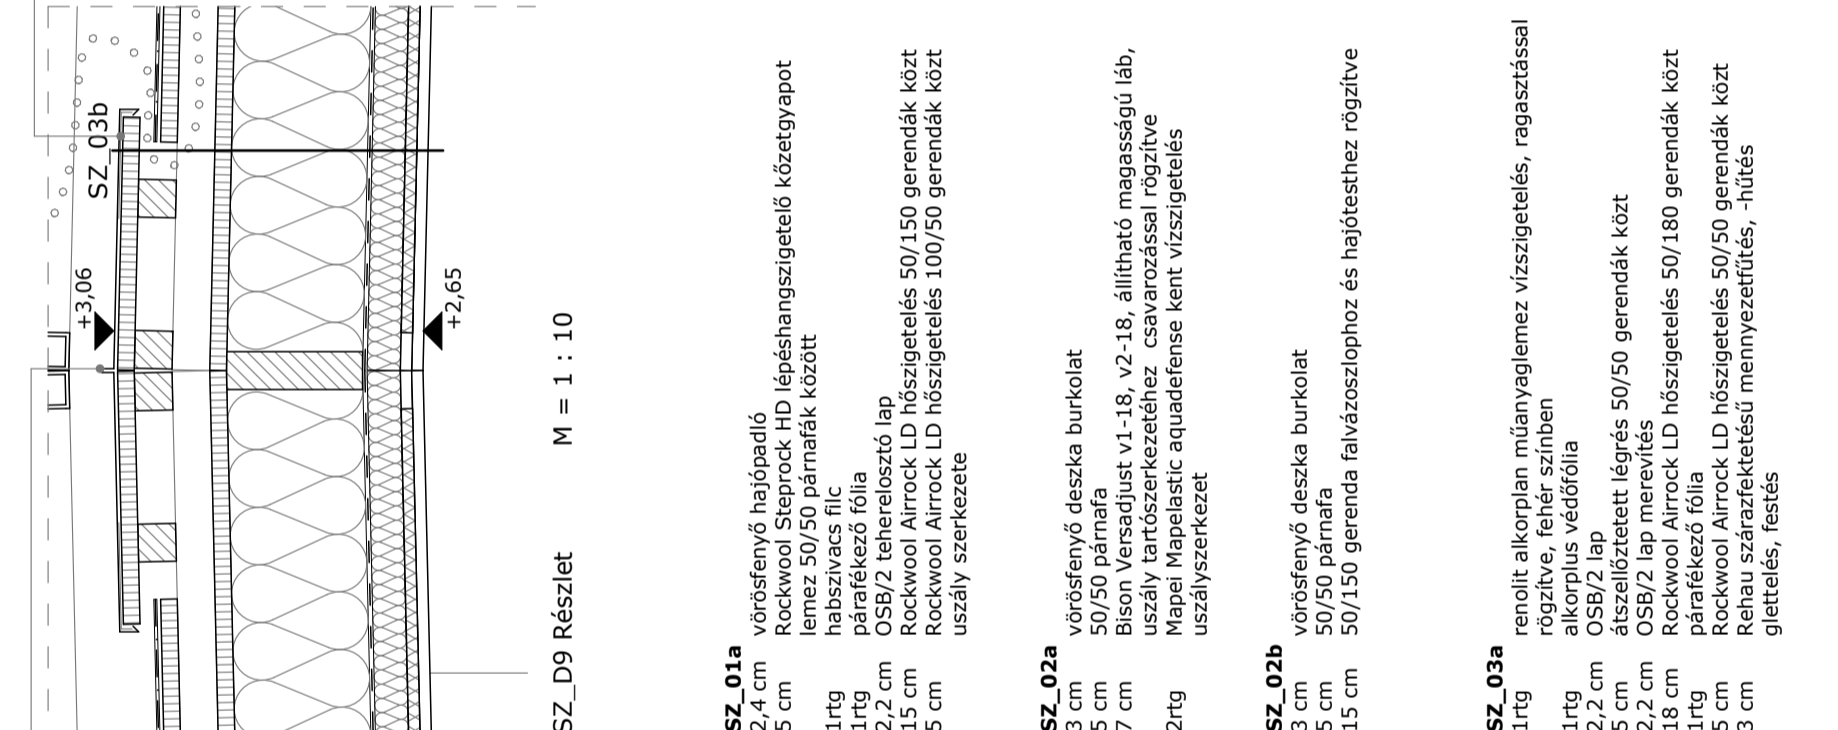 SZ_03b
+3,06
+2,65
SZ_D9 Részlet M = 1 : 10
SZ_01a
2,4 cm vörösfenyő hajópadló
5 cm Rockwool Steprock HD lépéshangszigetelő kőzetgyapot
lemez 50/50 párnafák között
1rtg habszivacs filc
1rtg párafékező fólia
2,2 cm OSB/2 teherelosztó lap
15 cm Rockwool Airrock LD hőszigetelés 50/150 gerendák közt
5 cm Rockwool Airrock LD hőszigetelés 100/50 gerendák közt
uszály szerkezete
SZ_02a
3 cm vörösfenyő deszka burkolat
5 cm 50/50 párnafa
7 cm Bison Versadjust v1-18, v2-18, állítható magasságú láb,
uszály tartószerkezetéhez csavarozással rögzítve
2rtg Mapei Mapelastic aquadefense kent vízszigetelés
uszályszerkezet
SZ_02b
3 cm vörösfenyő deszka burkolat
5 cm 50/50 párnafa
15 cm 50/150 gerenda falvázoszlophoz és hajótesthez rögzítve
SZ_03a
1rtg renolit alkorplan műanyaglemez vízszigetelés, ragasztással
rögzítve, fehér színben
1rtg alkorplus védőfólia
2,2 cm OSB/2 lap
5 cm átszellőztetett légrés 50/50 gerendák közt
2,2 cm OSB/2 lap merevítés
18 cm Rockwool Airrock LD hőszigetelés 50/180 gerendák közt
1rtg párafékező fólia
5 cm Rockwool Airrock LD hőszigetelés 50/50 gerendák közt
3 cm Rehau szárazfektetésű mennyezetfűtés, -hűtés
glettelés, festés